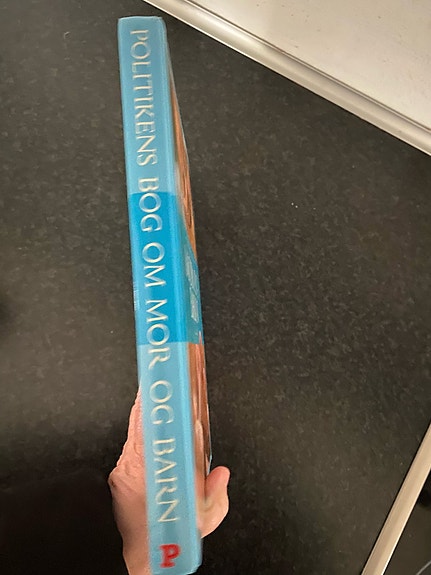 POLITIKENS BOG OM MOR OG BARN
P